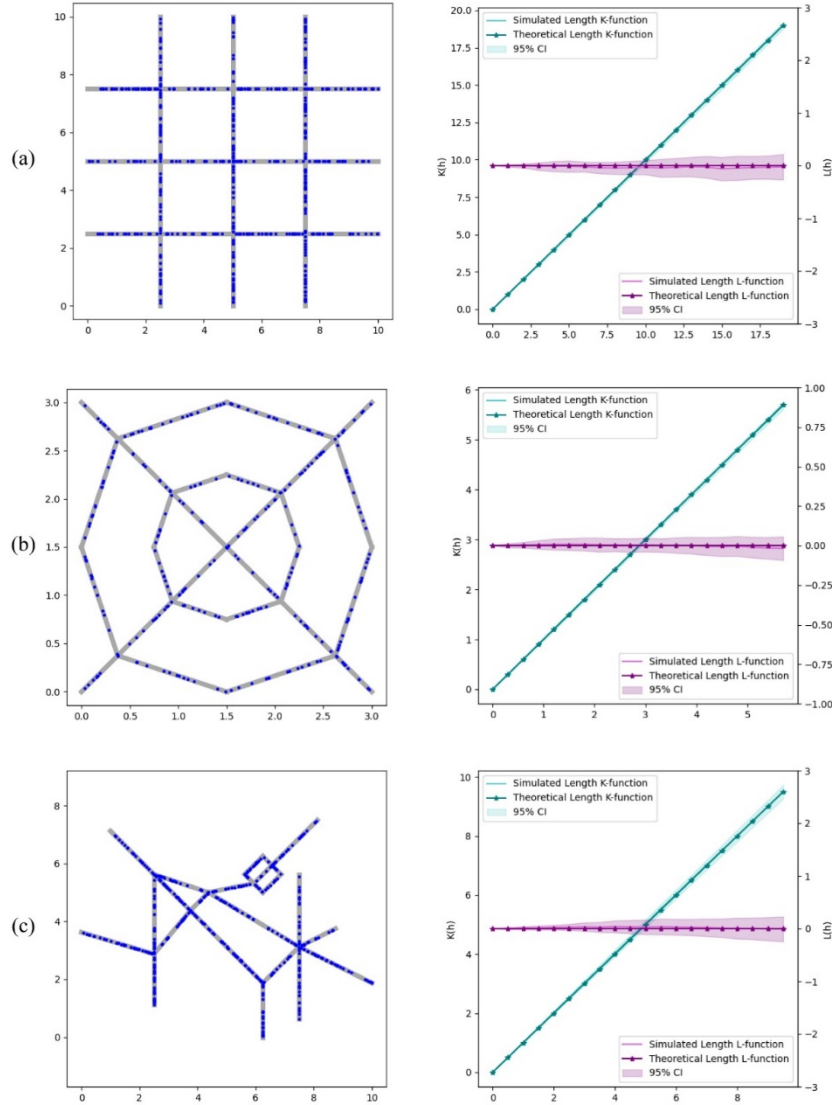 (a)
10
8
6
4
2
0
0 2 4 6 8 10
20.0
17.5
15.0
12.5
10.0
7.5
5.0
2.5
0.0
K(h)
0.0 2.5 5.0 7.5 10.0 12.5 15.0 17.5
3
2
1
0
−1
−2
−3
L(h)
Simulated Length K-function
Theoretical Length K-function
95% CI
Simulated Length L-function
Theoretical Length L-function
95% CI
(b)
3.0
2.5
2.0
1.5
1.0
0.5
0.0
0.0 0.5 1.0 1.5 2.0 2.5 3.0
6
5
4
3
2
1
0
K(h)
0 1 2 3 4 5
1.00
0.75
0.50
0.25
0.00
−0.25
−0.50
−0.75
−1.00
L(h)
Simulated Length K-function
Theoretical Length K-function
95% CI
Simulated Length L-function
Theoretical Length L-function
95% CI
(c)
8
6
4
2
0
0 2 4 6 8 10
10
8
6
4
2
0
K(h)
0 2 4 6 8
3
2
1
0
−1
−2
−3
L(h)
Simulated Length K-function
Theoretical Length K-function
95% CI
Simulated Length L-function
Theoretical Length L-function
95% CI